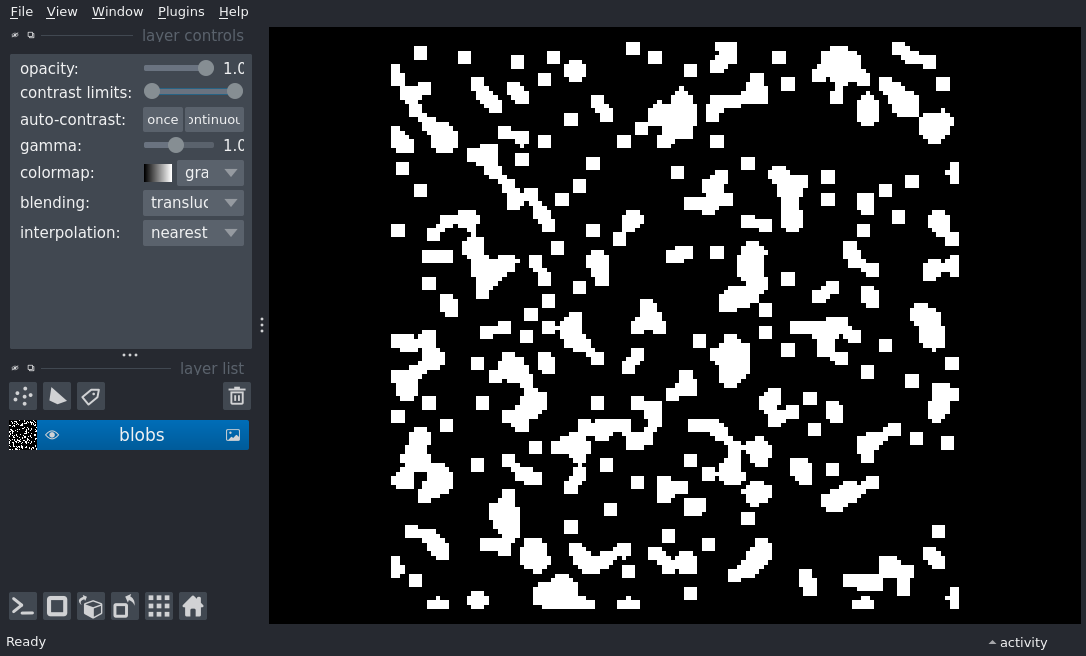 File View Window Plugins Help
layer controls
opacity: 1.0
contrast limits:
auto-contrast: once ontinuou
gamma: 1.0
colormap: gra
blending: transluc
interpolation: nearest
layer list
blobs
Ready
activity